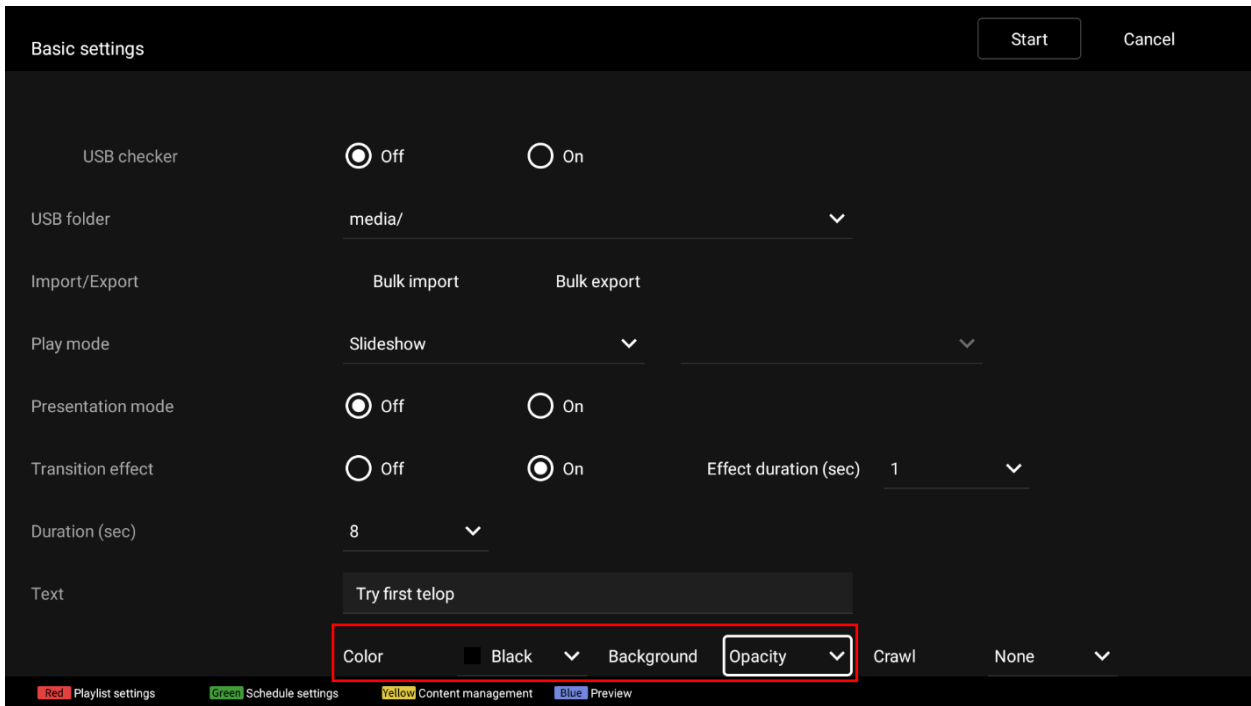 Basic settings Start Cancel
USB checker Off On
USB folder media/
Import/Export Bulk import Bulk export
Play mode Slideshow
Presentation mode Off On
Transition effect Off On Effect duration (sec) 1
Duration (sec) 8
Text Try first telop
Color Black Background Opacity Crawl None
Red Playlist settings Green Schedule settings Yellow Content management Blue Preview